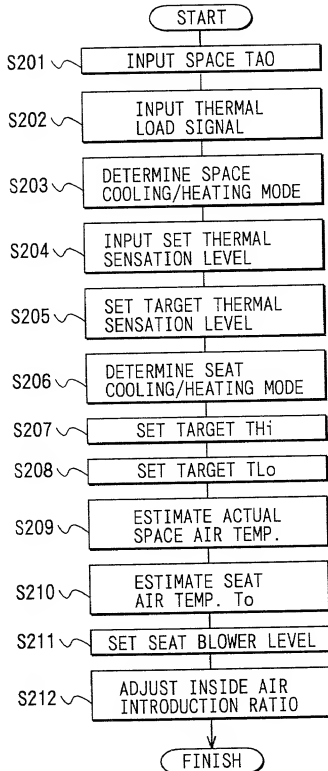 START
S201
INPUT SPACE TAO
S202
INPUT THERMAL
LOAD SIGNAL
S203
DETERMINE SPACE
COOLING/HEATING MODE
S204
INPUT SET THERMAL
SENSATION LEVEL
S205
SET TARGET THERMAL
SENSATION LEVEL
S206
DETERMINE SEAT
COOLING/HEATING MODE
S207
SET TARGET THi
S208
SET TARGET TLo
S209
ESTIMATE ACTUAL
SPACE AIR TEMP.
S210
ESTIMATE SEAT
AIR TEMP. To
S211
SET SEAT BLOWER LEVEL
S212
ADJUST INSIDE AIR
INTRODUCTION RATIO
FINISH